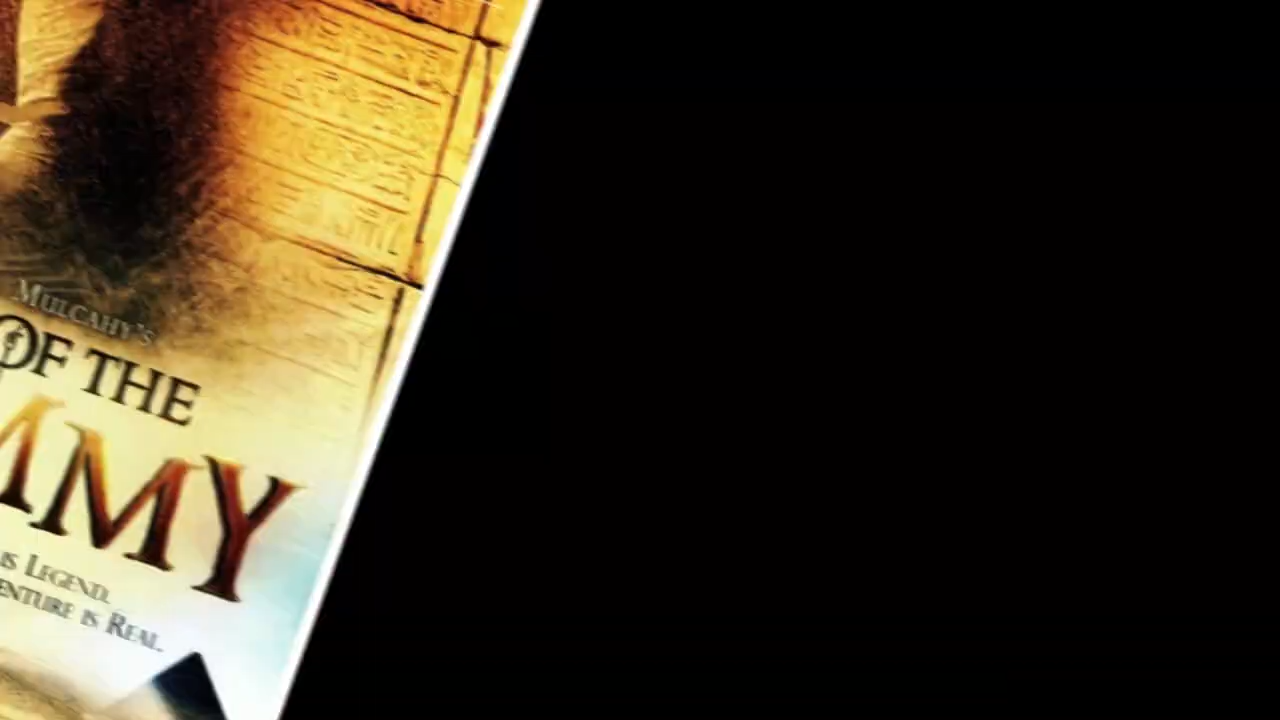 MULCAHY'S
OF THE
MMY
IS LEGEND.
ENTURE IS REAL.